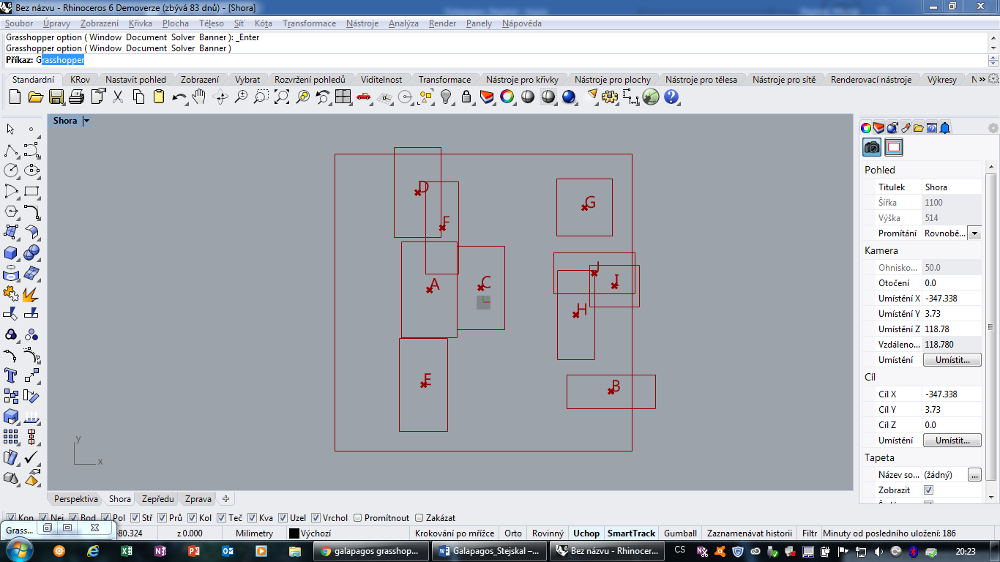 Bez názvu - Rhinoceros 6 Demoverze (zbývá 83 dnů) - [Shora]
Soubor Úpravy Zobrazení Křivka Plocha Těleso Síť Kóta Transformace Nástroje Analýza Render Panely Nápověda
Grasshopper option ( Window Document Solver Banner ): _Enter
Grasshopper option ( Window Document Solver Banner )
Příkaz: Grasshopper
Standardní KRov Nastavit pohled Zobrazení Vybrat Rozvržení pohledů Viditelnost Transformace Nástroje pro křivky Nástroje pro plochy Nástroje pro tělesa Nástroje pro sítě Renderovací nástroje Výkresy N »
Shora
D
G
F
J
A C I
H
E B
y
x
Pohled
Titulek Shora
Šířka 1100
Výška 514
Promítání Rovnobě...
Kamera
Ohnisko... 50.0
Otočení 0.0
Umístění X -347.338
Umístění Y 3.73
Umístění Z 118.78
Vzdáleno... 118.780
Umístění Umístit...
Cíl
Cíl X -347.338
Cíl Y 3.73
Cíl Z 0.0
Umístění Umístit...
Tapeta
Název so... (žádný) ...
Zobrazit
Perspektiva Shora Zepředu Zprava
Kon Nej Bod Pol Stř Prů Kol Teč Kva Uzel Vrchol Promítnout Zakázat
Grass... -80.324 z 0.000 Milimetry Výchozí Krokování po mřížce Orto Rovinný Uchop SmartTrack Gumball Zaznamenávat historii Filtr Minuty od posledního uložení: 186
galapagos grasshop... Galapagos_Stejskal –... Bez názvu - Rhinocer... CS 20:23